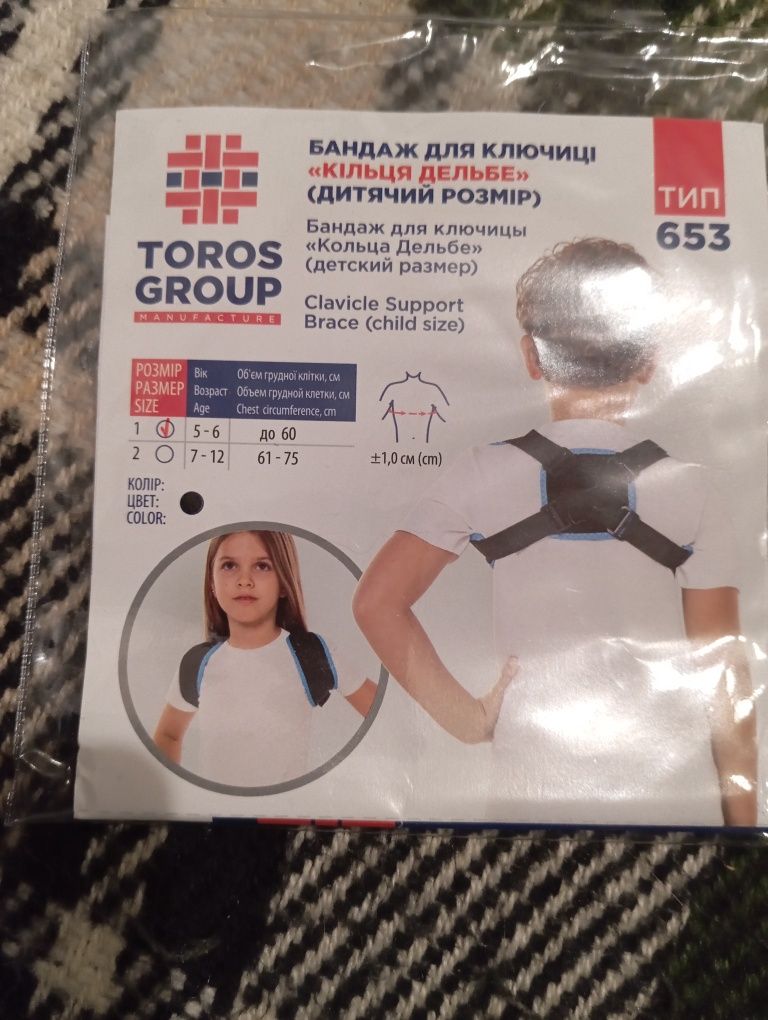 БАНДАЖ ДЛЯ КЛЮЧИЦІ
«КІЛЬЦЯ ДЕЛЬБЕ»
(ДИТЯЧИЙ РОЗМІР)
ТИП
653
Бандаж для ключицы
«Кольца Дельбе»
(детский размер)
Clavicle Support
Brace (child size)
TOROS
GROUP
MANUFACTURE
РОЗМІР Вік Об'єм грудної клітки, см
РАЗМЕР Возраст Объем грудной клетки, см
SIZE Age Chest circumference, cm
1 5 - 6 до 60
2 7 - 12 61 - 75
±1,0 см (cm)
КОЛІР:
ЦВЕТ:
COLOR: